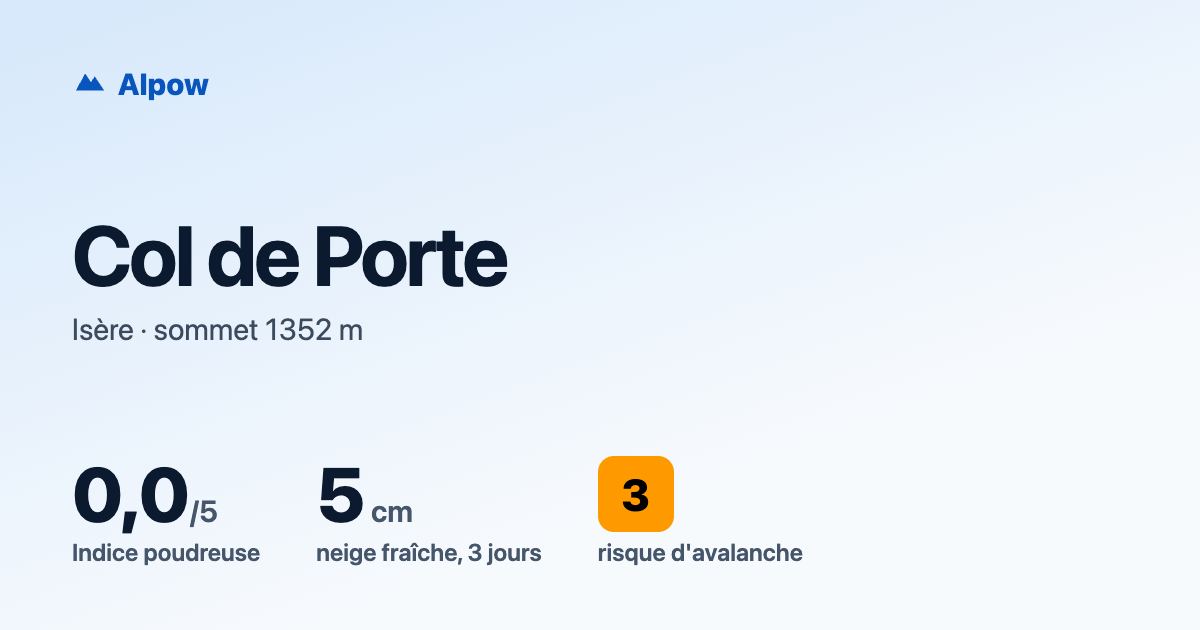 Alpow
Col de Porte
Isère · sommet 1352 m
0,0/5
Indice poudreuse
5 cm
neige fraîche, 3 jours
3
risque d'avalanche